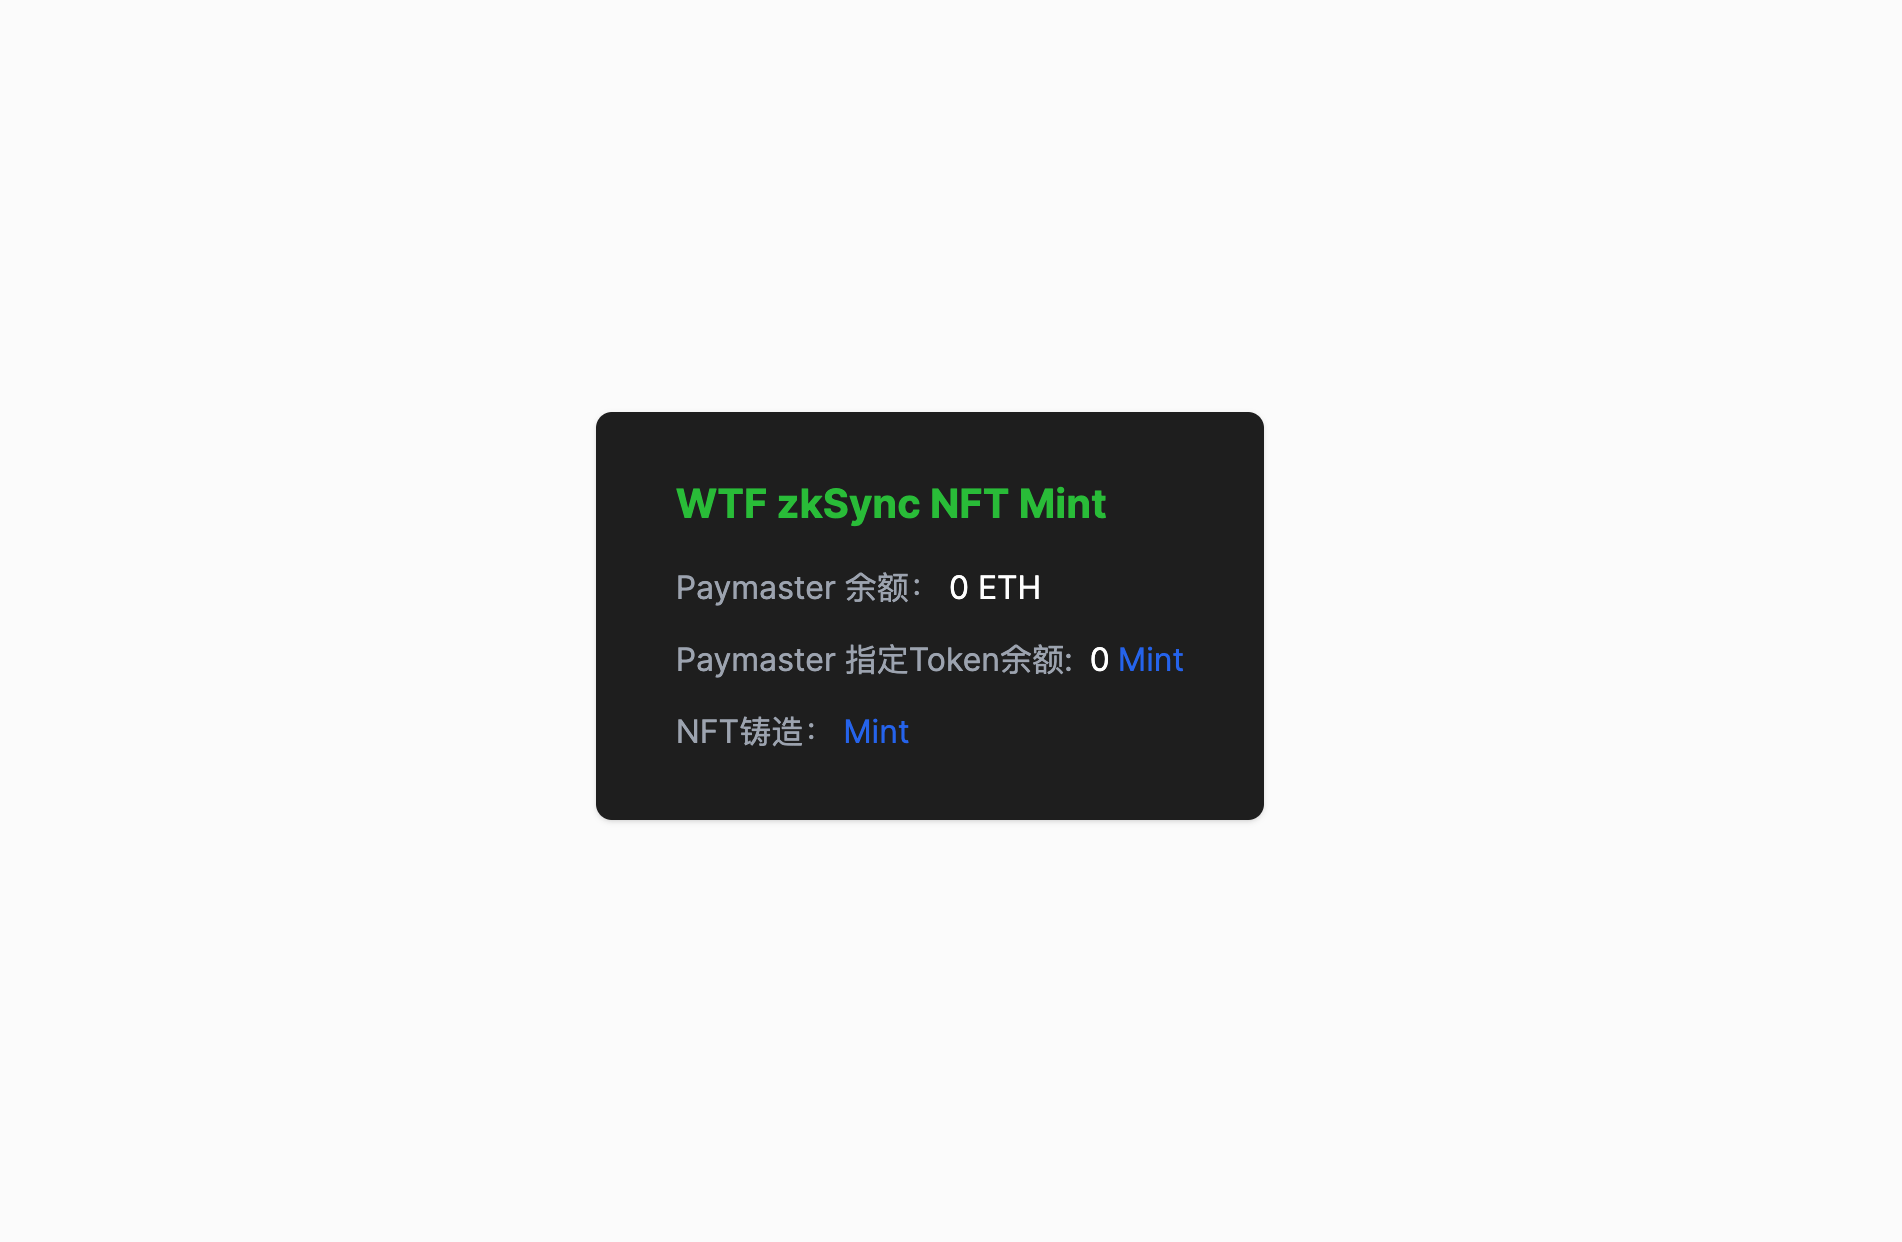 WTF zkSync NFT Mint
Paymaster 余额： 0 ETH
Paymaster 指定Token余额: 0 Mint
NFT铸造： Mint